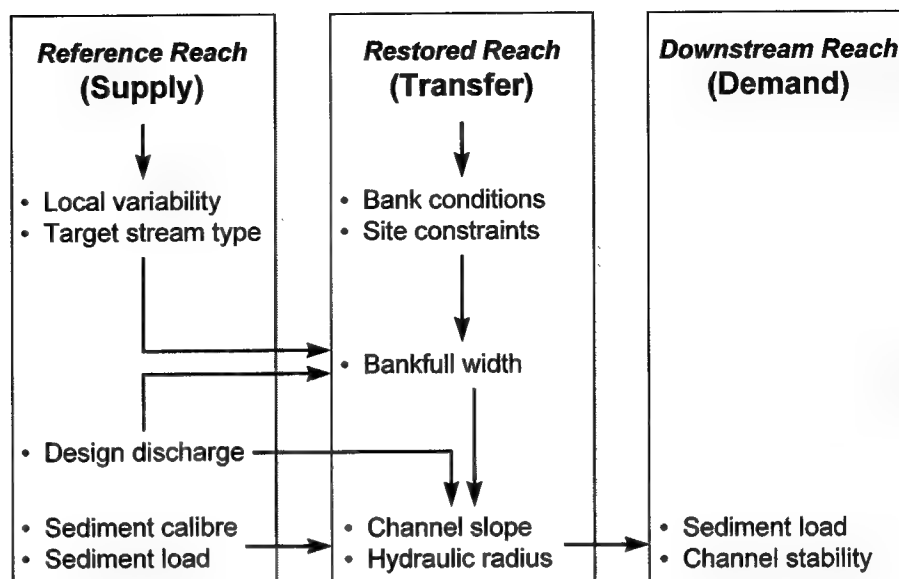 Reference Reach
(Supply)
• Local variability
• Target stream type
• Design discharge
• Sediment calibre
• Sediment load
Restored Reach
(Transfer)
• Bank conditions
• Site constraints
• Bankfull width
• Channel slope
• Hydraulic radius
Downstream Reach
(Demand)
• Sediment load
• Channel stability